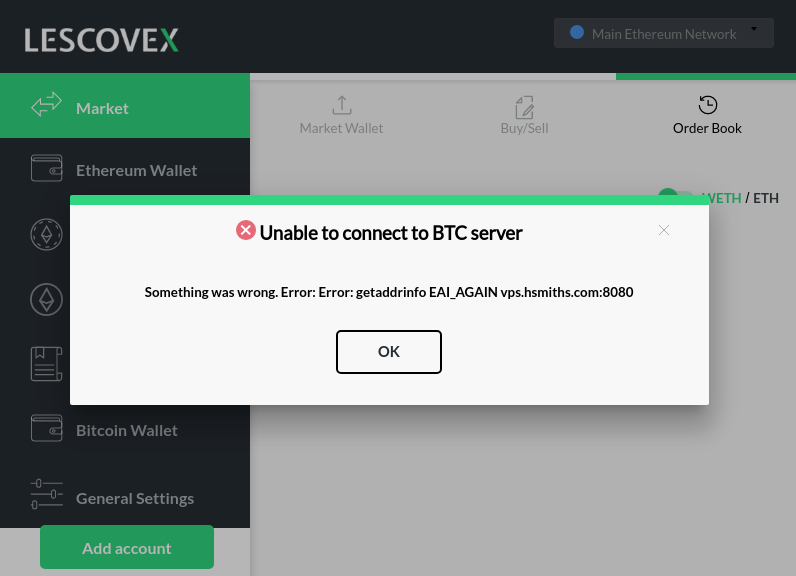 LESCOVEX
Main Ethereum Network
Market
Market Wallet
Buy/Sell
Order Book
Ethereum Wallet
WETH / ETH
Unable to connect to BTC server
Something was wrong. Error: Error: getaddrinfo EAI_AGAIN vps.hsmiths.com:8080
OK
Bitcoin Wallet
General Settings
Add account